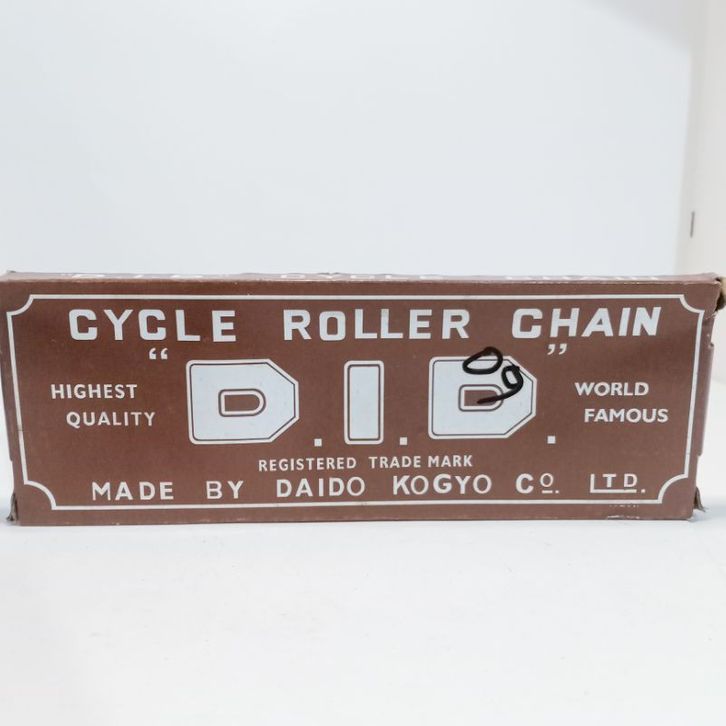 CYCLE ROLLER CHAIN
HIGHEST QUALITY
"D.I.D."
WORLD FAMOUS
REGISTERED TRADE MARK
MADE BY DAIDO KOGYO Co. LTD.